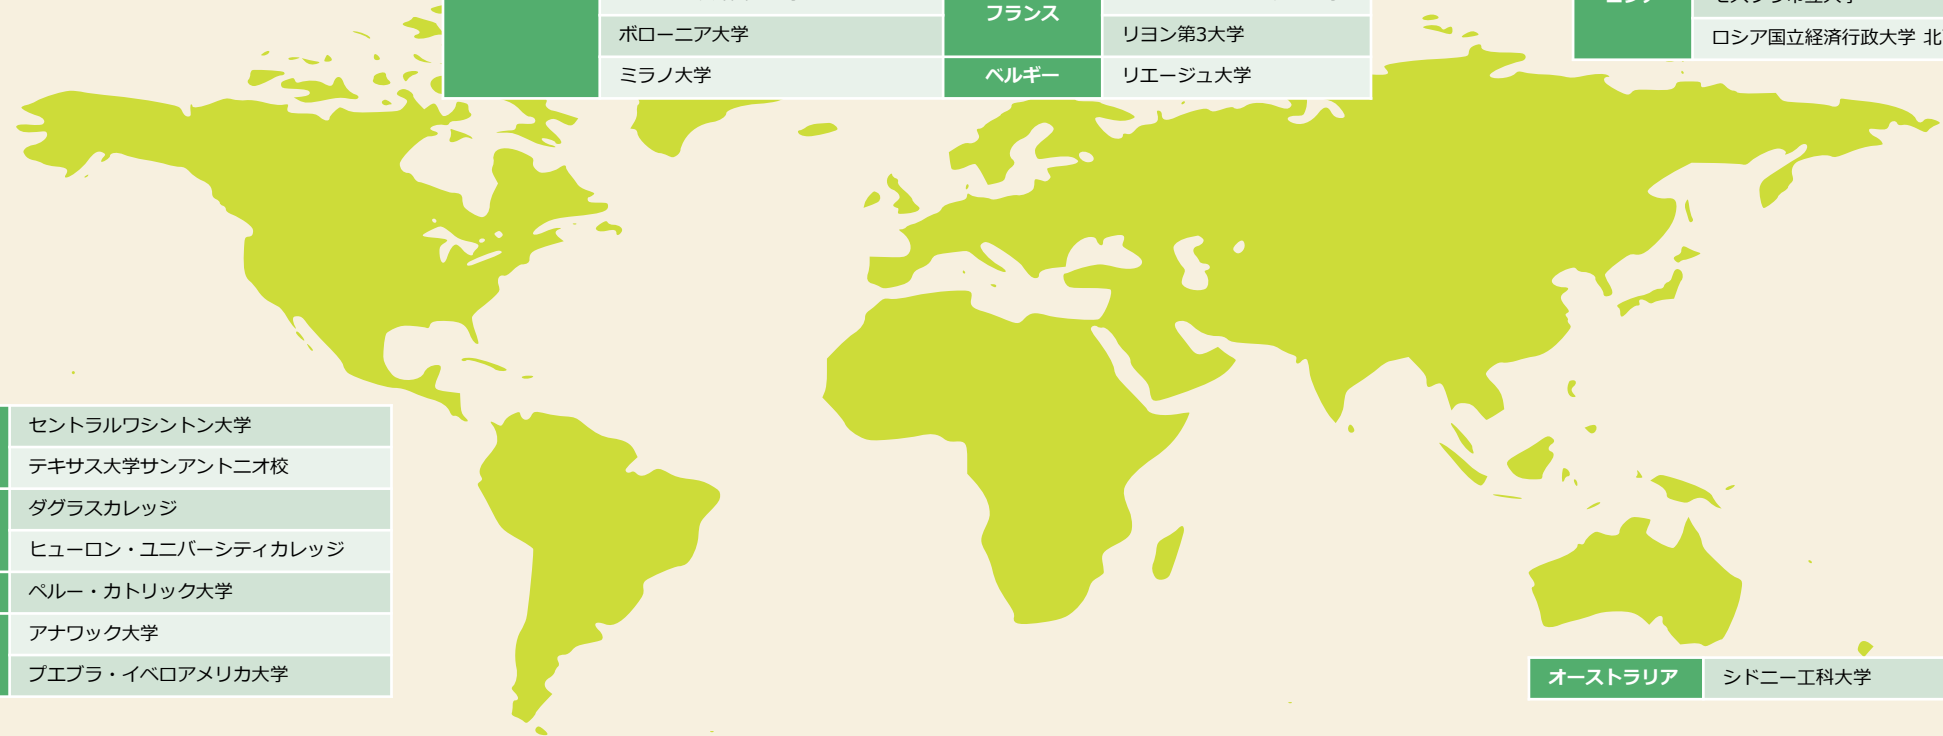 フランス
ボローニア大学
リヨン第3大学
ミラノ大学
ベルギー
リエージュ大学
ロシア国立経済行政大学 北
セントラルワシントン大学
テキサス大学サンアントニオ校
ダグラスカレッジ
ヒューロン・ユニバーシティカレッジ
ペルー・カトリック大学
アナワック大学
プエブラ・イベロアメリカ大学
オーストラリア
シドニー工科大学